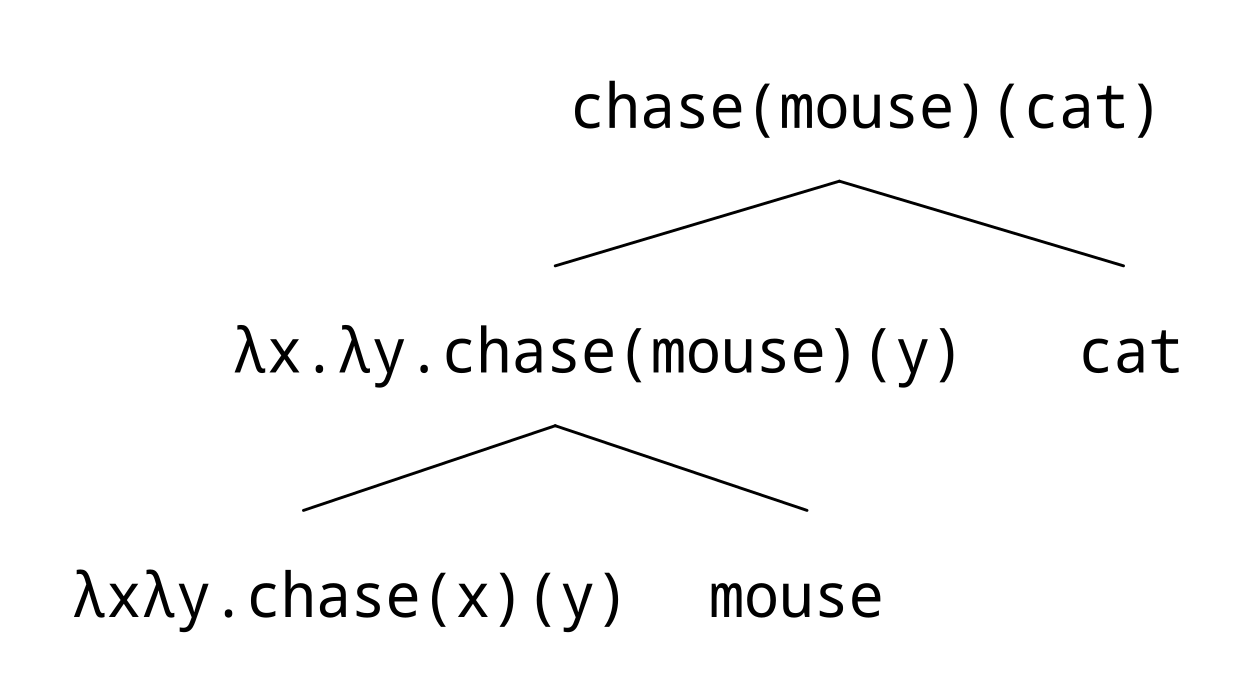 chase(mouse)(cat)
λx.λy.chase(mouse)(y) cat
λxλy.chase(x)(y) mouse